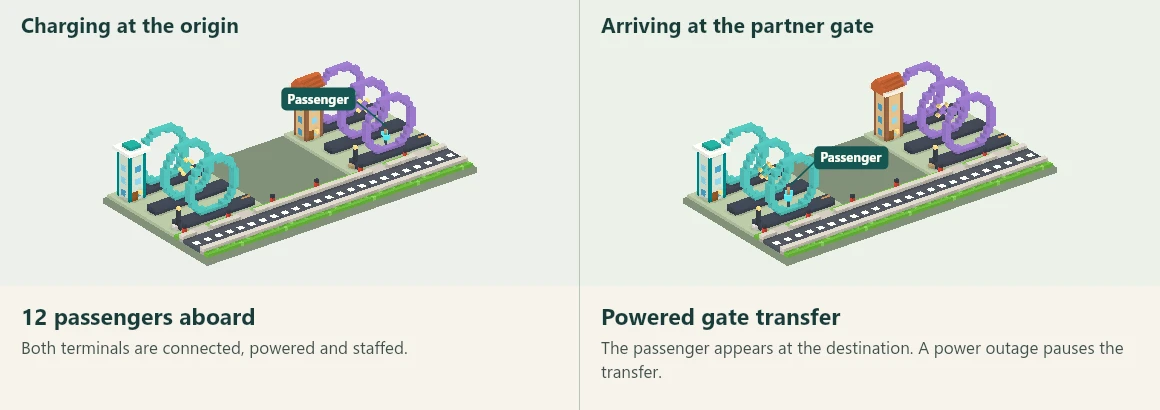 Charging at the origin
Passenger
12 passengers aboard
Both terminals are connected, powered and staffed.
Arriving at the partner gate
Passenger
Powered gate transfer
The passenger appears at the destination. A power outage pauses the
transfer.